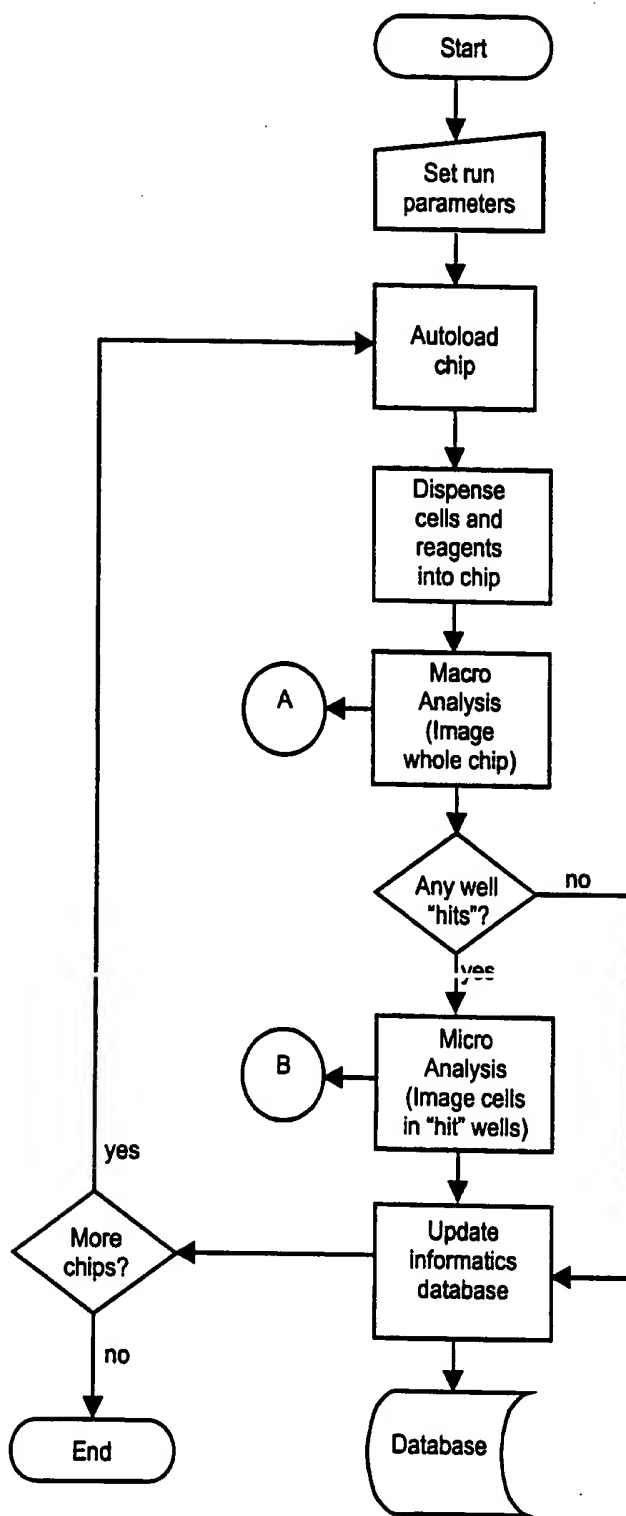 Start
Set run
parameters
Autoload
chip
Dispense
cells and
reagents
into chip
Macro
Analysis
(Image
whole chip)
A
Any well
"hits"?
no
yes
Micro
Analysis
(Image cells
in "hit" wells)
B
Update
informatics
database
yes
More
chips?
no
End
Database